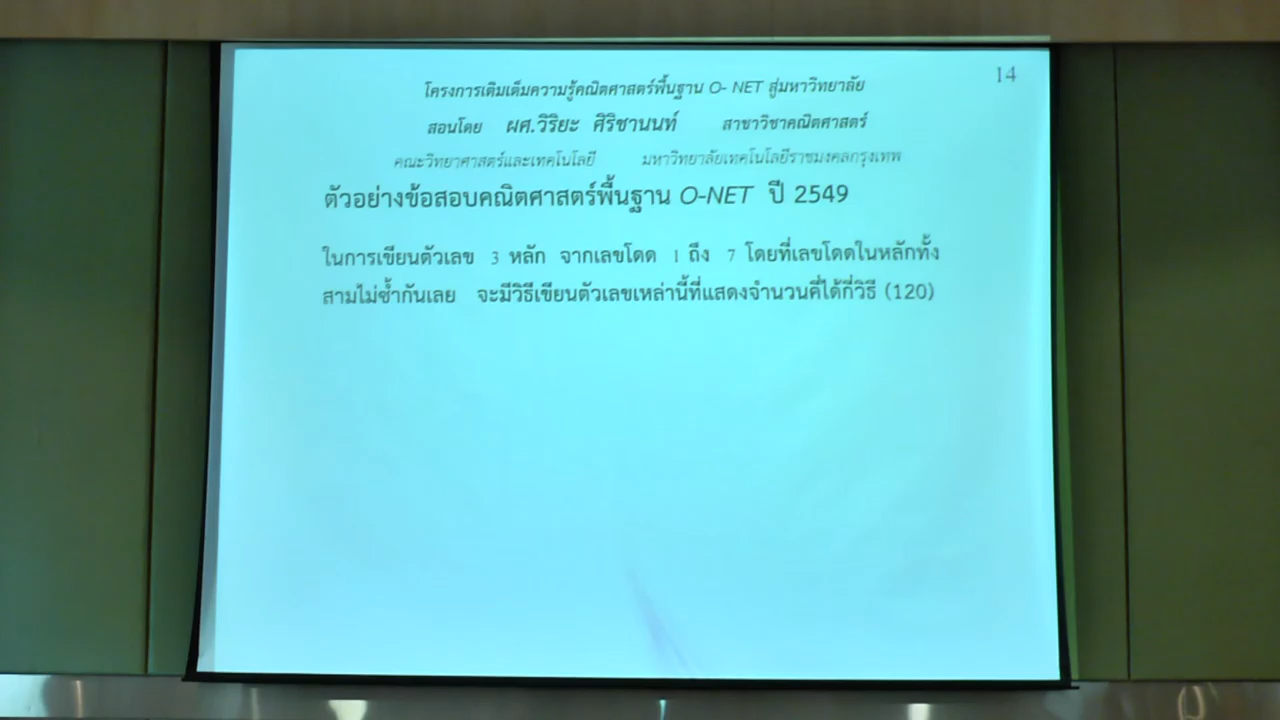 14
โครงการเติมเต็มความรู้คณิตศาสตร์พื้นฐาน O- NET สู่มหาวิทยาลัย
สอนโดย ผศ.วิริยะ ศิริชานนท์ สาขาวิชาคณิตศาสตร์
คณะวิทยาศาสตร์และเทคโนโลยี มหาวิทยาลัยเทคโนโลยีราชมงคลกรุงเทพ
ตัวอย่างข้อสอบคณิตศาสตร์พื้นฐาน O-NET ปี 2549
ในการเขียนตัวเลข 3 หลัก จากเลขโดด 1 ถึง 7 โดยที่เลขโดดในหลักทั้ง
สามไม่ซ้ำกันเลย จะมีวิธีเขียนตัวเลขเหล่านี้ที่แสดงจำนวนคี่ได้กี่วิธี (120)